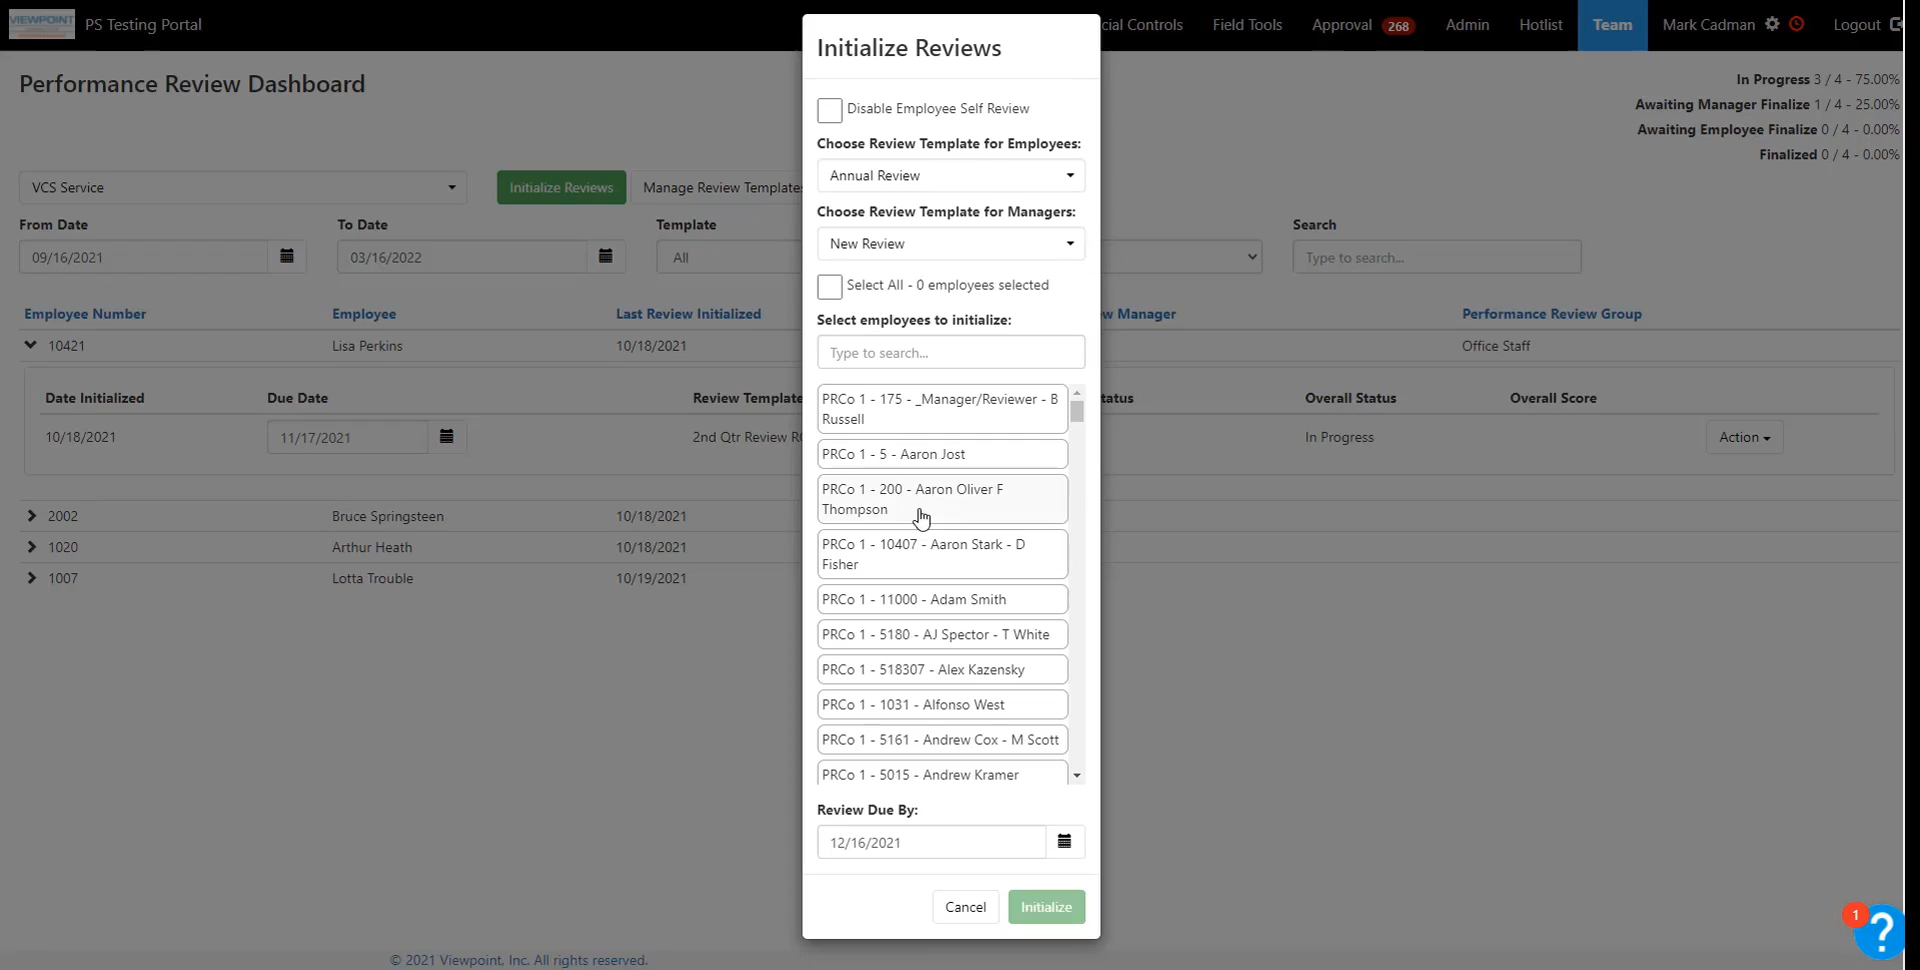 VIEWPOINT
PS Testing Portal
cial Controls
Field Tools
Approval 268
Admin
Hotlist
Team
Mark Cadman
Logout
Performance Review Dashboard
In Progress 3 / 4 - 75.00%
Awaiting Manager Finalize 1 / 4 - 25.00%
Awaiting Employee Finalize 0 / 4 - 0.00%
Finalized 0 / 4 - 0.00%
VCS Service
Initialize Reviews
Manage Review Templates
From Date
To Date
Template
Search
09/16/2021
03/16/2022
All
Type to search...
Employee Number
Employee
Last Review Initialized
w Manager
Performance Review Group
10421
Lisa Perkins
10/18/2021
Office Staff
Date Initialized
Due Date
Review Template
tatus
Overall Status
Overall Score
10/18/2021
11/17/2021
2nd Qtr Review
In Progress
Action
2002
Bruce Springsteen
10/18/2021
1020
Arthur Heath
10/18/2021
1007
Lotta Trouble
10/19/2021
Initialize Reviews
Disable Employee Self Review
Choose Review Template for Employees:
Annual Review
Choose Review Template for Managers:
New Review
Select All - 0 employees selected
Select employees to initialize:
Type to search...
PRCo 1 - 175 - _Manager/Reviewer - B
Russell
PRCo 1 - 5 - Aaron Jost
PRCo 1 - 200 - Aaron Oliver F
Thompson
PRCo 1 - 10407 - Aaron Stark - D
Fisher
PRCo 1 - 11000 - Adam Smith
PRCo 1 - 5180 - AJ Spector - T White
PRCo 1 - 518307 - Alex Kazensky
PRCo 1 - 1031 - Alfonso West
PRCo 1 - 5161 - Andrew Cox - M Scott
PRCo 1 - 5015 - Andrew Kramer
Review Due By:
12/16/2021
Cancel
Initialize
1
?
© 2021 Viewpoint, Inc. All rights reserved.